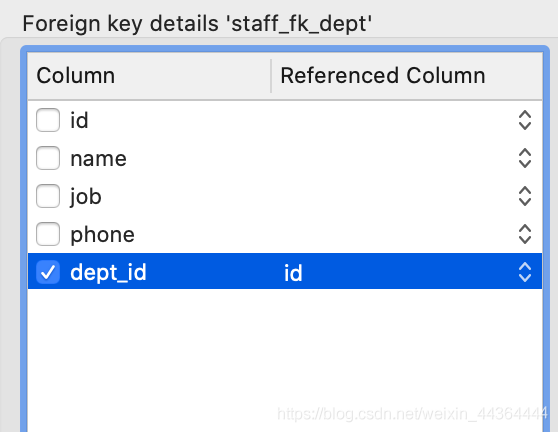 Foreign key details 'staff_fk_dept'
Column Referenced Column
id
name
job
phone
dept_id id
https://blog.csdn.net/weixin_44364444